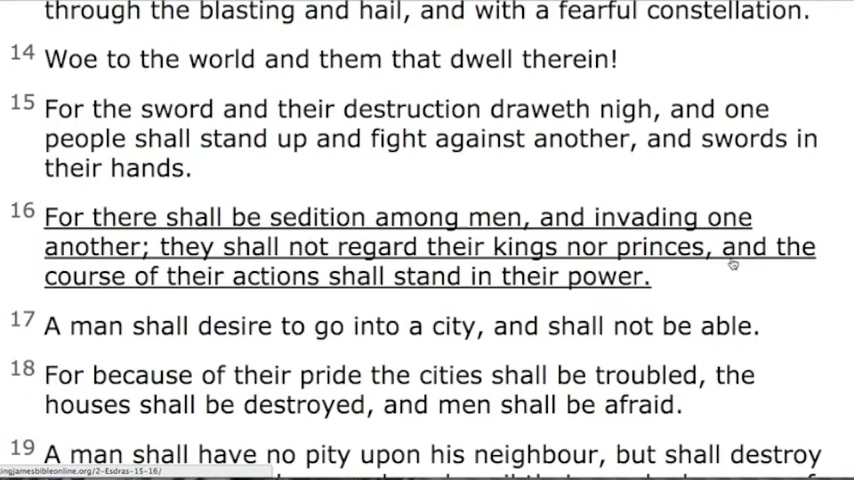 through the blasting and hail, and with a fearful constellation.
14 Woe to the world and them that dwell therein!
15 For the sword and their destruction draweth nigh, and one
people shall stand up and fight against another, and swords in
their hands.
16 For there shall be sedition among men, and invading one
another; they shall not regard their kings nor princes, and the
course of their actions shall stand in their power.
17 A man shall desire to go into a city, and shall not be able.
18 For because of their pride the cities shall be troubled, the
houses shall be destroyed, and men shall be afraid.
19 A man shall have no pity upon his neighbour, but shall destroy
ingjamesbibleonline.org/2-Esdras-15-16/